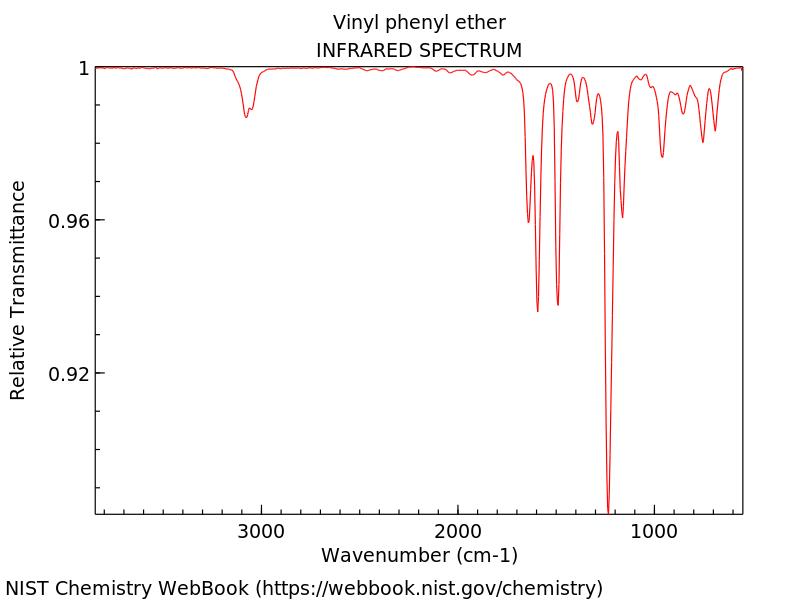 Vinyl phenyl ether
INFRARED SPECTRUM
1
0.96
0.92
Relative Transmittance
3000 2000 1000
Wavenumber (cm-1)
NIST Chemistry WebBook (https://webbook.nist.gov/chemistry)